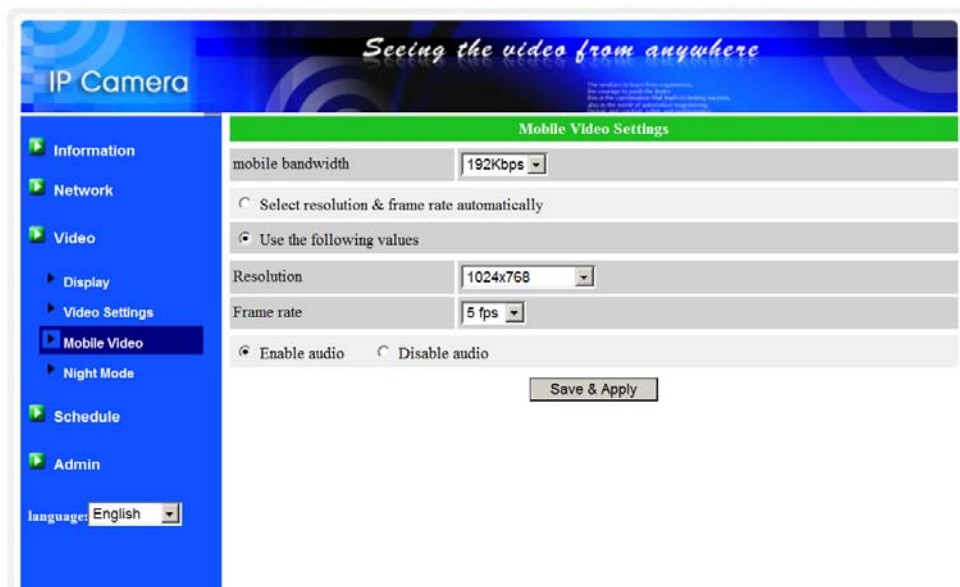 Seeing the video from anywhere
IP Camera
Information
Network
Video
Display
Video Settings
Mobile Video
Night Mode
Schedule
Admin
language: English
Mobile Video Settings
mobile bandwidth 192Kbps
Select resolution & frame rate automatically
Use the following values
Resolution 1024x768
Frame rate 5 fps
Enable audio Disable audio
Save & Apply